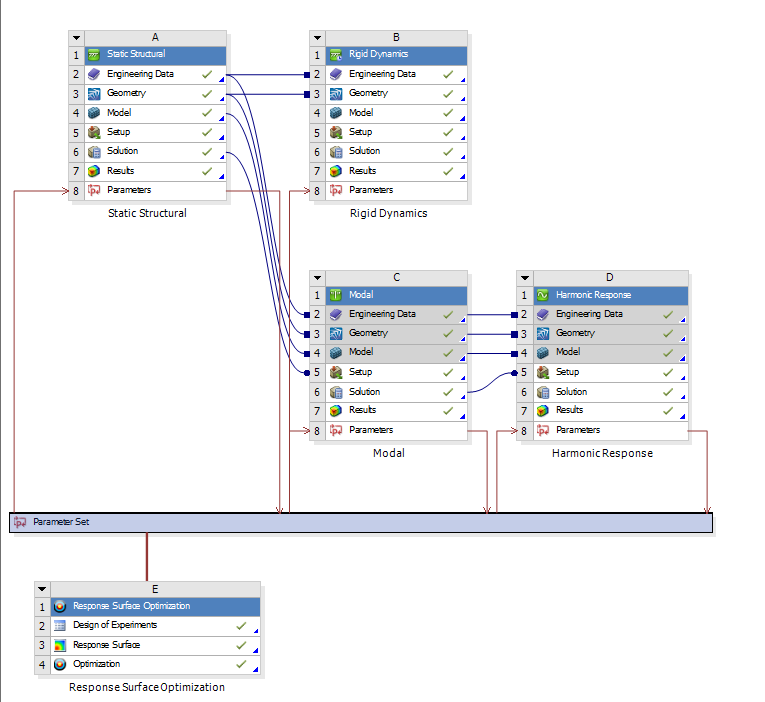 A
1 Static Structural
2 Engineering Data
3 Geometry
4 Model
5 Setup
6 Solution
7 Results
8 Parameters
Static Structural
B
1 Rigid Dynamics
2 Engineering Data
3 Geometry
4 Model
5 Setup
6 Solution
7 Results
8 Parameters
Rigid Dynamics
C
1 Modal
2 Engineering Data
3 Geometry
4 Model
5 Setup
6 Solution
7 Results
8 Parameters
Modal
D
1 Harmonic Response
2 Engineering Data
3 Geometry
4 Model
5 Setup
6 Solution
7 Results
8 Parameters
Harmonic Response
Parameter Set
E
1 Response Surface Optimization
2 Design of Experiments
3 Response Surface
4 Optimization
Response Surface Optimization